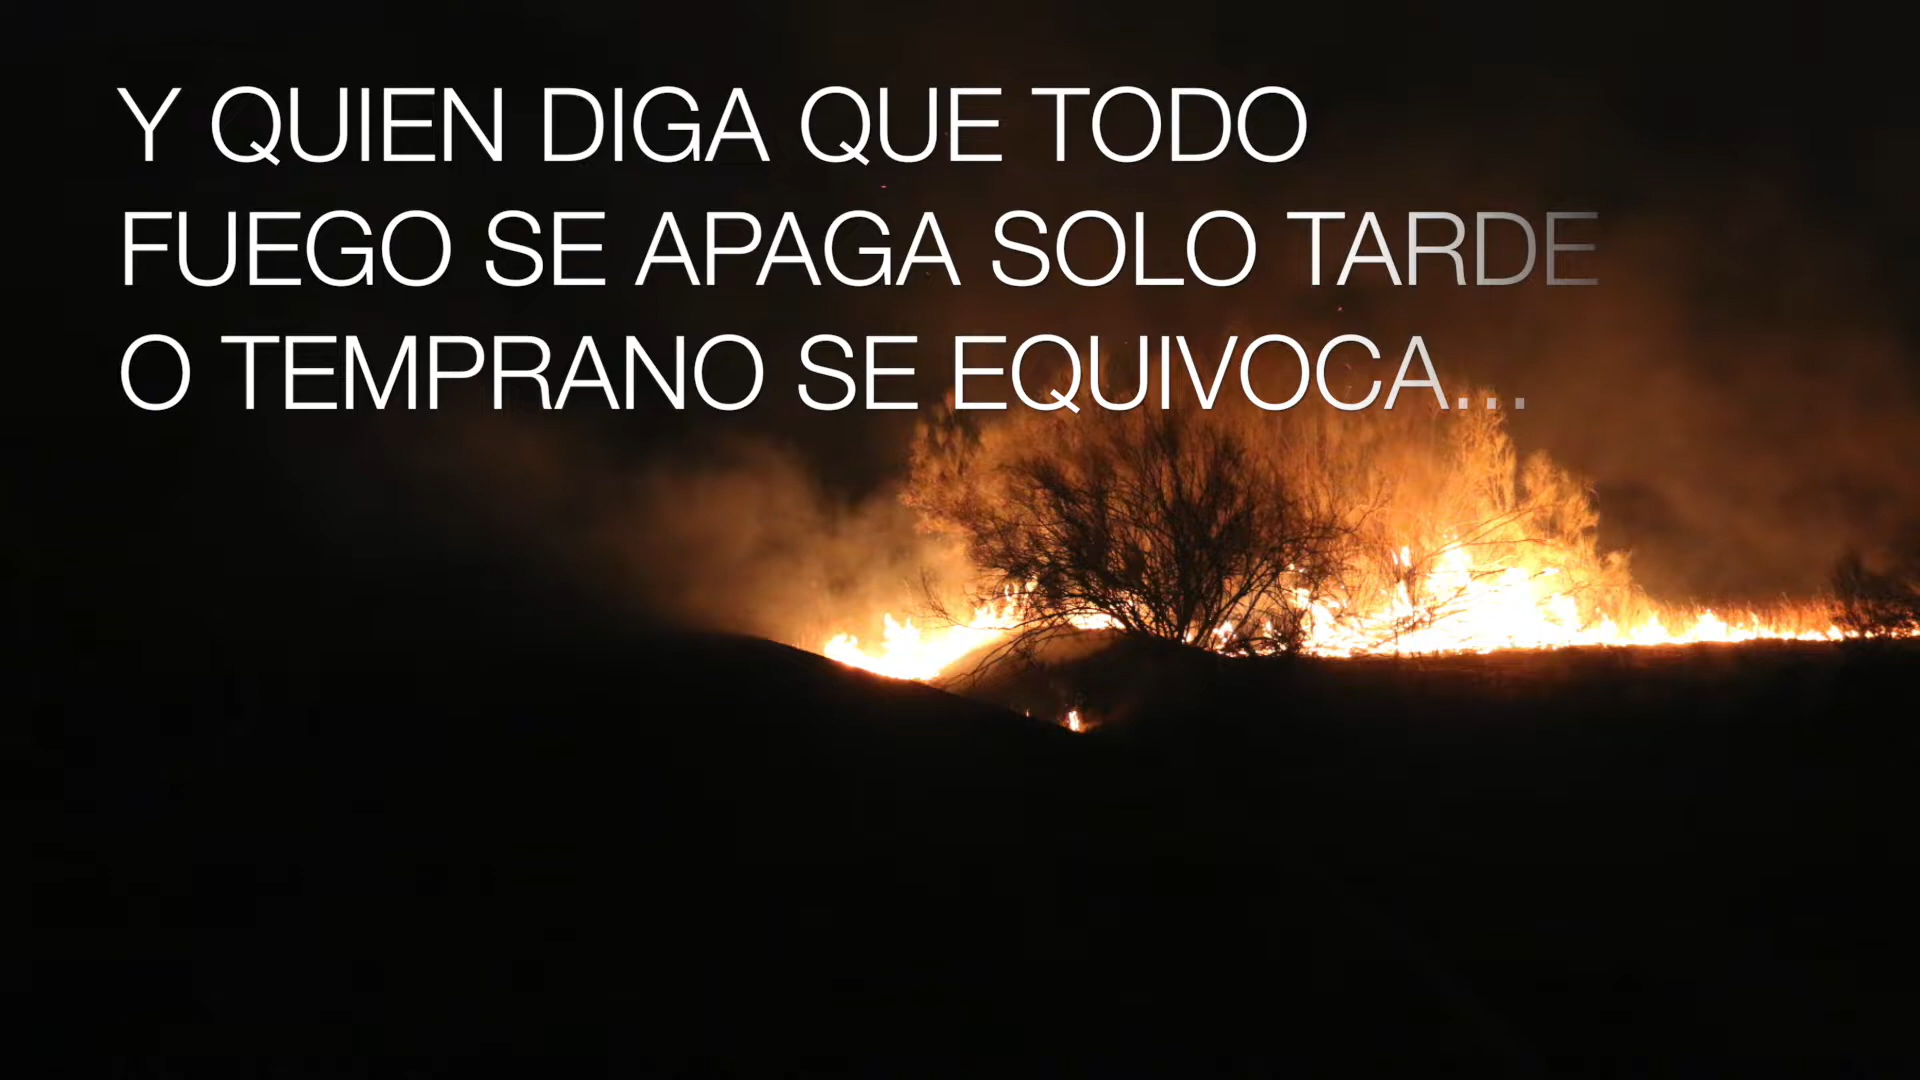 Y QUIEN DIGA QUE TODO
FUEGO SE APAGA SOLO TARDE
O TEMPRANO SE EQUIVOCA...